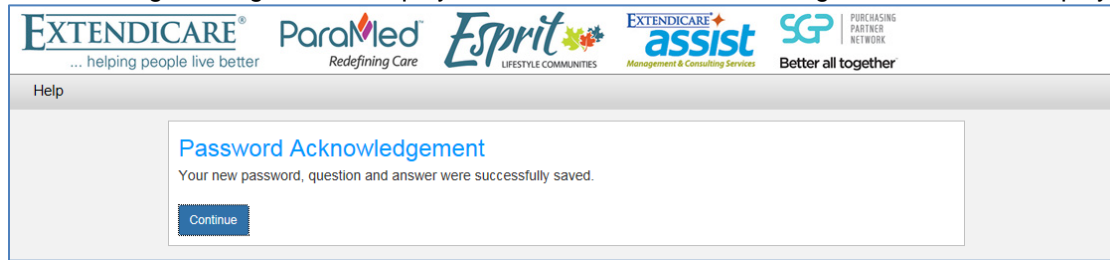 EXTENDICARE®
... helping people live better
ParaMed
Redefining Care
Esprit
LIFESTYLE COMMUNITIES
EXTENDICARE
assist
Management & Consulting Services
SGP
PURCHASING
PARTNER
NETWORK
Better all together
Help
Password Acknowledgement
Your new password, question and answer were successfully saved.
Continue